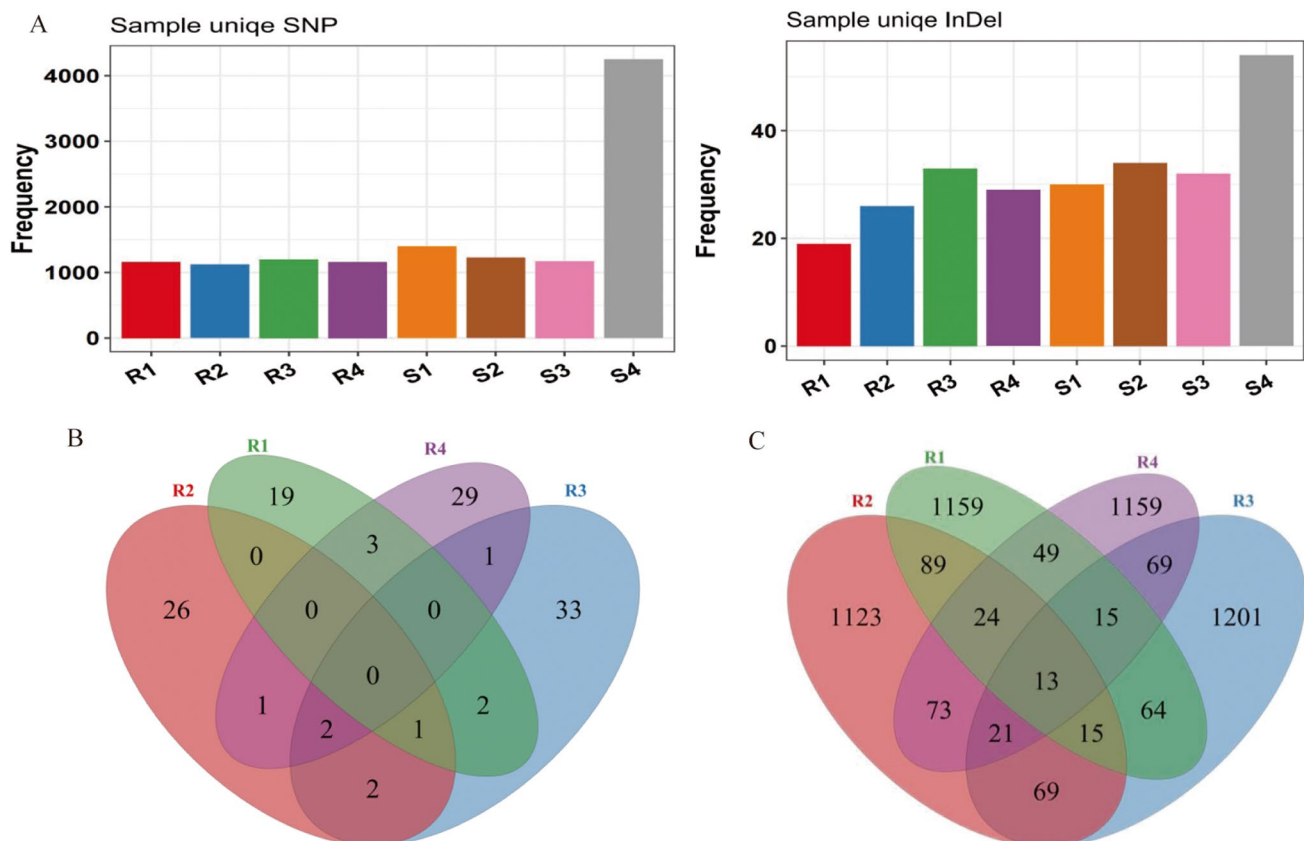 A
Sample uniqe SNP
Frequency
4000
3000
2000
1000
0
R1 R2 R3 R4 S1 S2 S3 S4
Sample uniqe InDel
Frequency
40
20
0
R1 R2 R3 R4 S1 S2 S3 S4
B
R1 R4
R2 R3
19 29
0 3 1
26 0 0 33
0
1 2 1 2
2
C
R1 R4
R2 R3
1159 1159
89 49 69
1123 24 15 1201
13
73 21 15 64
69